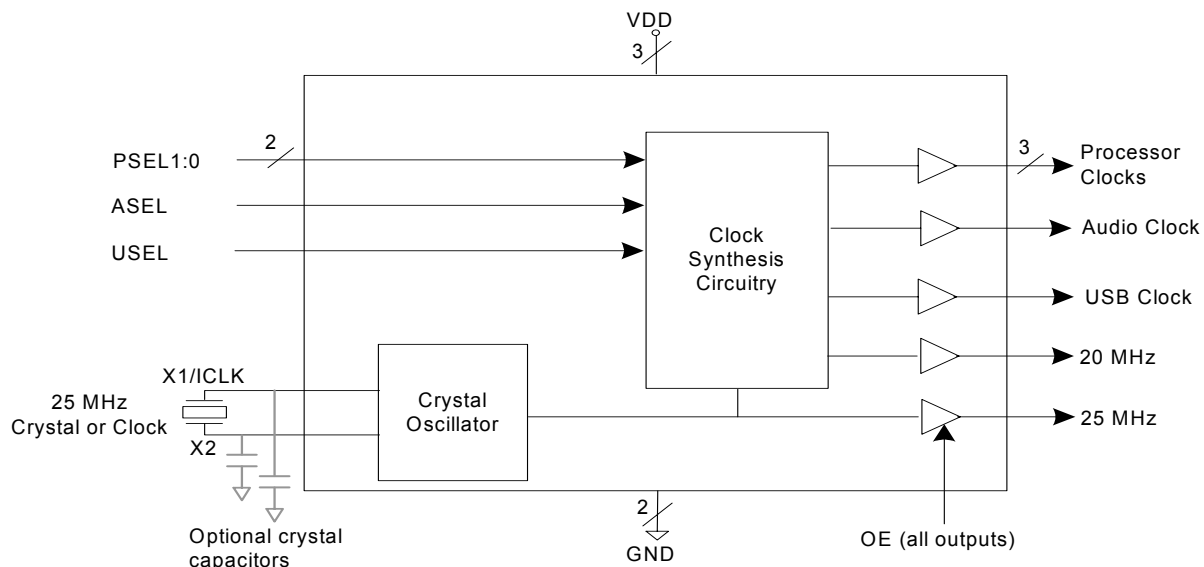 VDD
3
PSEL1:0
2
ASEL
USEL
Clock
Synthesis
Circuitry
3
Processor
Clocks
Audio Clock
USB Clock
20 MHz
25 MHz
X1/ICLK
25 MHz
Crystal or Clock
X2
Crystal
Oscillator
Optional crystal
capacitors
2
GND
OE (all outputs)